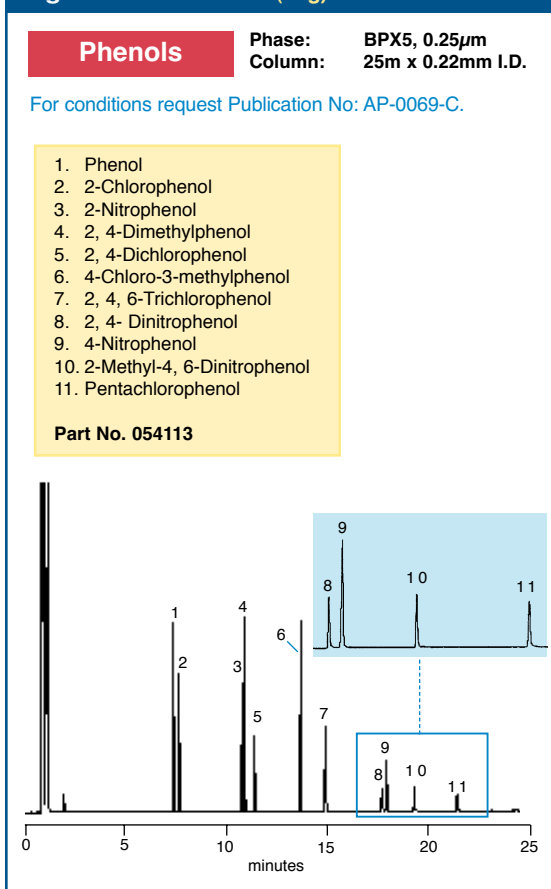 Phenols
Phase: BPX5, 0.25µm
Column: 25m x 0.22mm I.D.
For conditions request Publication No: AP-0069-C.
1. Phenol
2. 2-Chlorophenol
3. 2-Nitrophenol
4. 2, 4-Dimethylphenol
5. 2, 4-Dichlorophenol
6. 4-Chloro-3-methylphenol
7. 2, 4, 6-Trichlorophenol
8. 2, 4- Dinitrophenol
9. 4-Nitrophenol
10. 2-Methyl-4, 6-Dinitrophenol
11. Pentachlorophenol
Part No. 054113
9
8
10
11
1
2
3
4
5
6
7
8
9
10
11
0 5 10 15 20 25
minutes